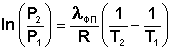 ln(P₂/P₁) = λ_ФП/R (1/T₂ − 1/T₁)